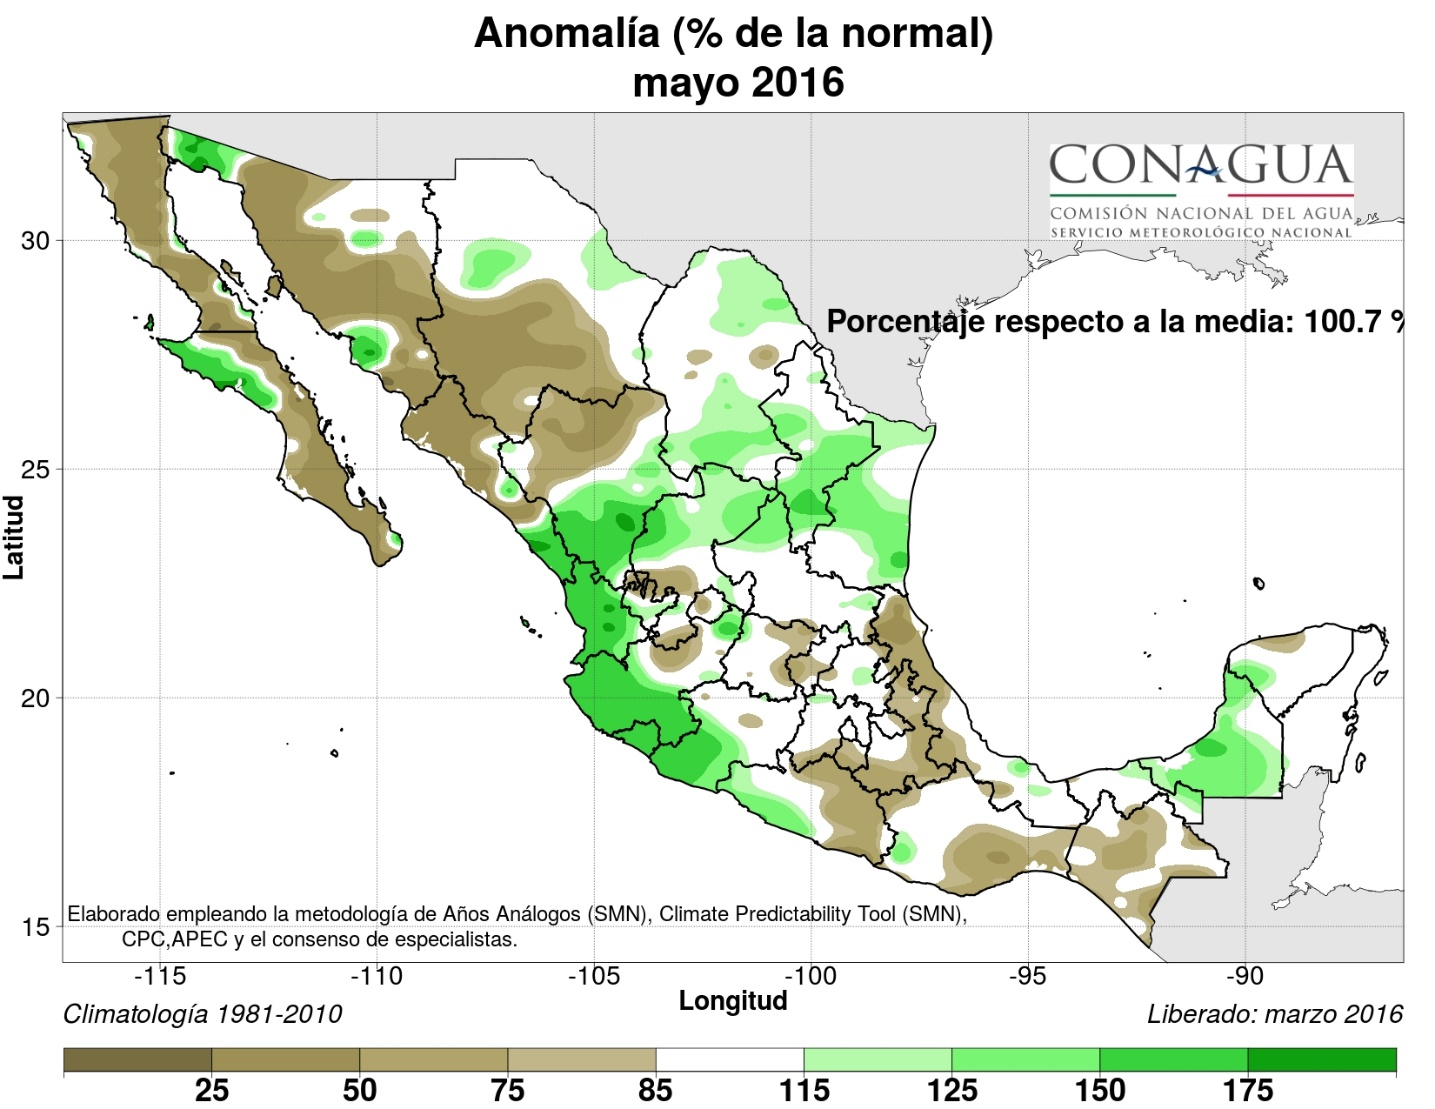 Anomalía (% de la normal)
mayo 2016
CONAGUA
COMISIÓN NACIONAL DEL AGUA
SERVICIO METEOROLÓGICO NACIONAL
Porcentaje respecto a la media: 100.7 %
30
25
20
15
Latitud
Elaborado empleando la metodología de Años Análogos (SMN), Climate Predictability Tool (SMN),
CPC,APEC y el consenso de especialistas.
-115 -110 -105 -100 -95 -90
Longitud
Climatología 1981-2010
Liberado: marzo 2016
25 50 75 85 115 125 150 175